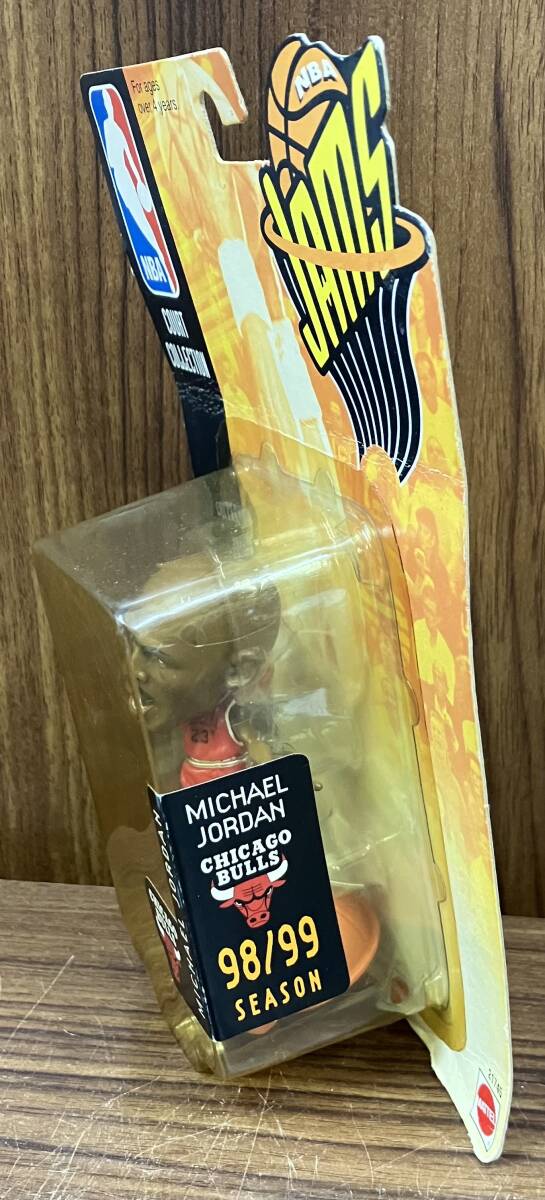 For ages
over 4 years
NBA
COURT
COLLECTION
NBA
JAMS
23
MICHAEL
JORDAN
CHICAGO
BULLS
98/99
SEASON
MICHAEL JORDAN
MATTEL